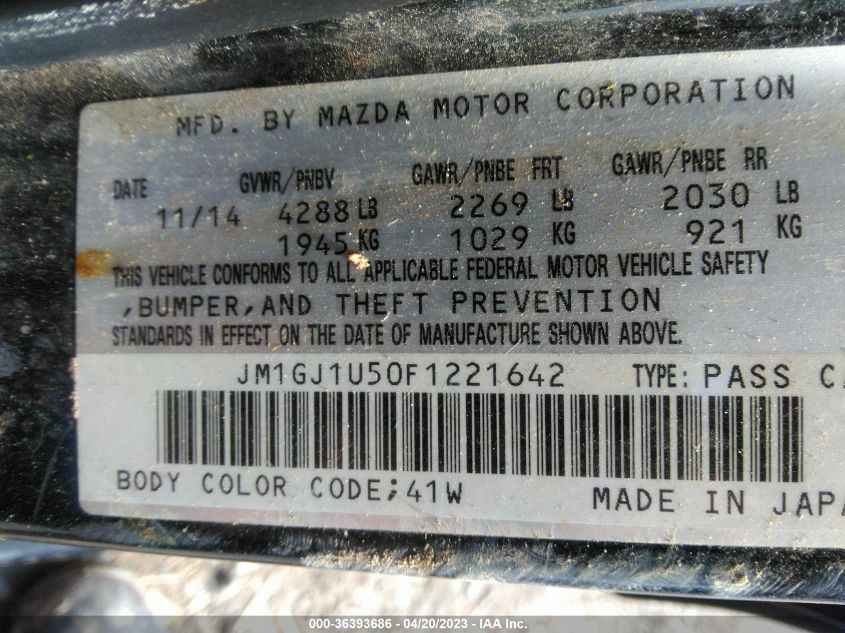 MFD. BY MAZDA MOTOR CORPORATION
DATE GVWR/PNBV GAWR/PNBE FRT GAWR/PNBE RR
11/14 4288 LB 2269 LB 2030 LB
1945 KG 1029 KG 921 KG
THIS VEHICLE CONFORMS TO ALL APPLICABLE FEDERAL MOTOR VEHICLE SAFETY
,BUMPER,AND THEFT PREVENTION
STANDARDS IN EFFECT ON THE DATE OF MANUFACTURE SHOWN ABOVE.
JM1GJ1U50F1221642 TYPE: PASS CA
BODY COLOR CODE;41W MADE IN JAPA
000-36393686 - 04/20/2023 - IAA Inc.